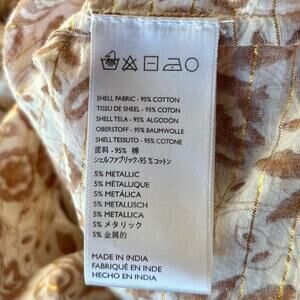 SHELL FABRIC - 95% COTTON
TISSU DE SHELL - 95% COTON
SHELL TELA - 95% ALGODÓN
OBERSTOFF - 95% BAUMWOLLE
SHELL TESSUTO - 95% COTONE
面料 - 95% 棉
シェルファブリック-95%コットン
5% METALLIC
5% MÉTALLIQUE
5% METÁLICA
5% METALLISCH
5% METALLICA
5% メタリック
5% 金属的
MADE IN INDIA
FABRIQUÉ EN INDE
HECHO EN INDIA